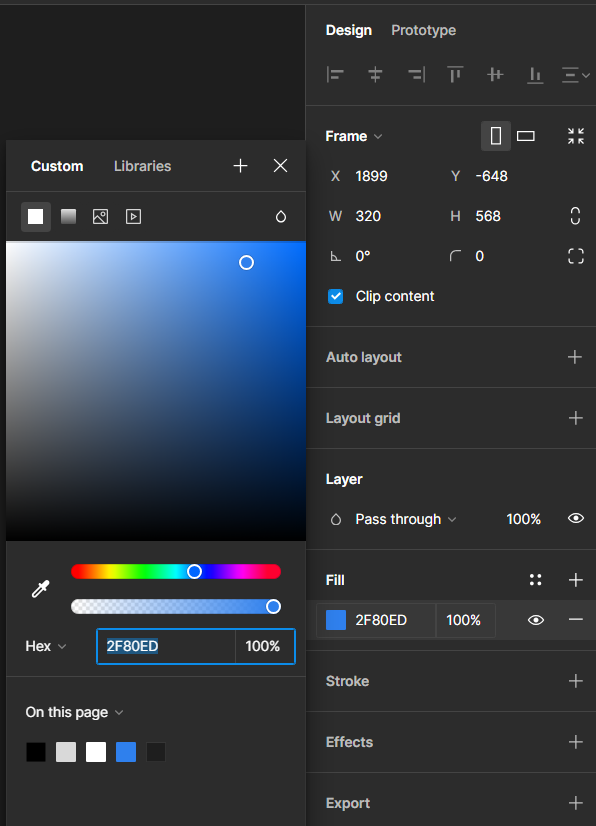 Design Prototype
Frame
Custom Libraries
X 1899 Y -648
W 320 H 568
0° 0
Clip content
Auto layout
Layout grid
Layer
Pass through 100%
Fill
2F80ED 100%
Hex 2F80ED 100%
Stroke
On this page
Effects
Export